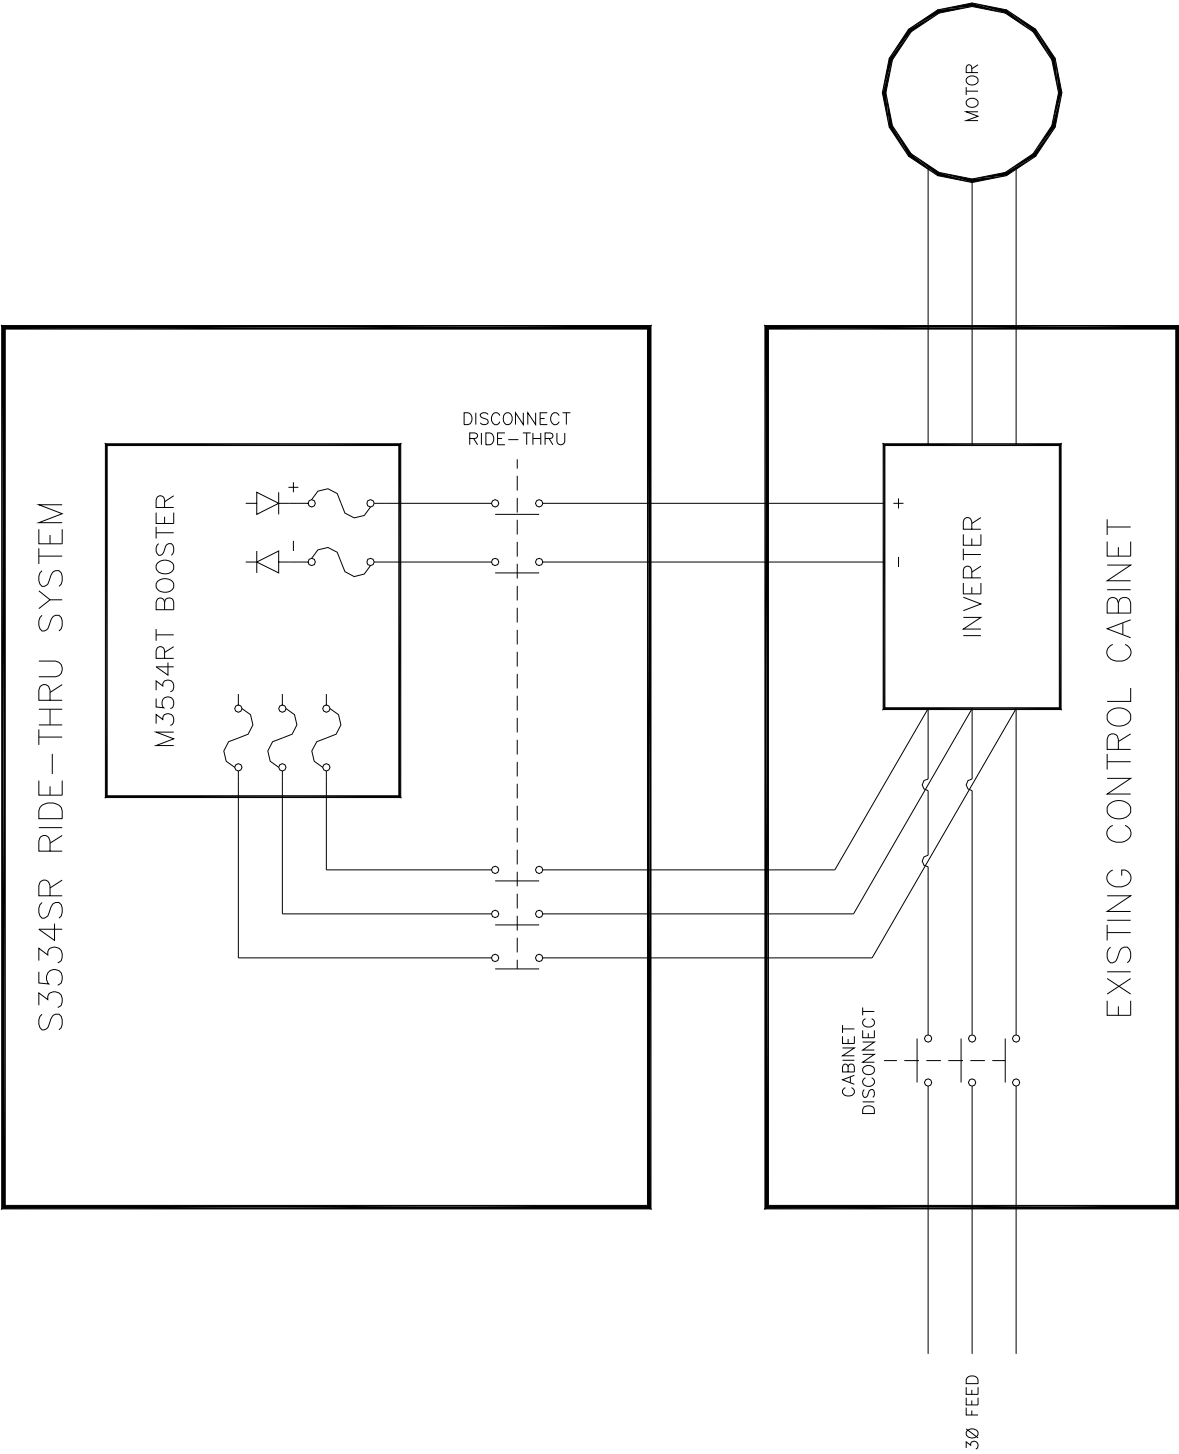 MOTOR
DISCONNECT
RIDE-THRU
S3534SR RIDE-THRU SYSTEM
M3534RT BOOSTER
+
-
+
-
INVERTER
EXISTING CONTROL CABINET
CABINET
DISCONNECT
3Ø FEED